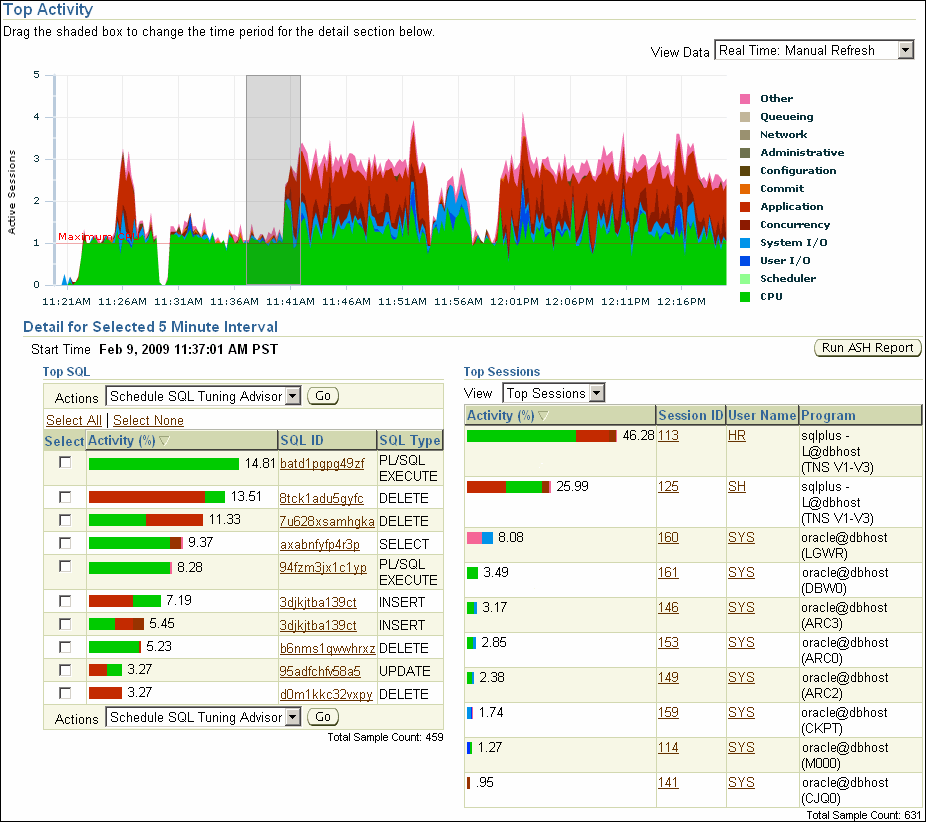 Top Activity
Drag the shaded box to change the time period for the detail section below.
View Data Real Time: Manual Refresh
5
4
3
2
1
0
Active Sessions
Maximum
11:21AM 11:26AM 11:31AM 11:36AM 11:41AM 11:46AM 11:51AM 11:56AM 12:01PM 12:06PM 12:11PM 12:16PM
Other
Queueing
Network
Administrative
Configuration
Commit
Application
Concurrency
System I/O
User I/O
Scheduler
CPU
Detail for Selected 5 Minute Interval
Start Time Feb 9, 2009 11:37:01 AM PST
Run ASH Report
Top SQL
Actions Schedule SQL Tuning Advisor Go
Select All | Select None
Select Activity (%) SQL ID SQL Type
14.81 batd1pgpg49zf PL/SQL
EXECUTE
13.51 8tck1adu5gyfc DELETE
11.33 7u628xsamhgka DELETE
9.37 axabnfyfp4r3p SELECT
8.28 94fzm3jx1c1yp PL/SQL
EXECUTE
7.19 3djkjtba139ct INSERT
5.45 3djkjtba139ct INSERT
5.23 b6nms1qwwhrxz DELETE
3.27 95adfchfv58a5 UPDATE
3.27 d0m1kkc32vxpy DELETE
Actions Schedule SQL Tuning Advisor Go
Total Sample Count: 459
Top Sessions
View Top Sessions
Activity (%) Session ID User Name Program
46.28 113 HR sqlplus -
L@dbhost
(TNS V1-V3)
25.99 125 SH sqlplus -
L@dbhost
(TNS V1-V3)
8.08 160 SYS oracle@dbhost
(LGWR)
3.49 161 SYS oracle@dbhost
(DBW0)
3.17 146 SYS oracle@dbhost
(ARC3)
2.85 153 SYS oracle@dbhost
(ARC0)
2.38 149 SYS oracle@dbhost
(ARC2)
1.74 159 SYS oracle@dbhost
(CKPT)
1.27 114 SYS oracle@dbhost
(M000)
.95 141 SYS oracle@dbhost
(CJQ0)
Total Sample Count: 631